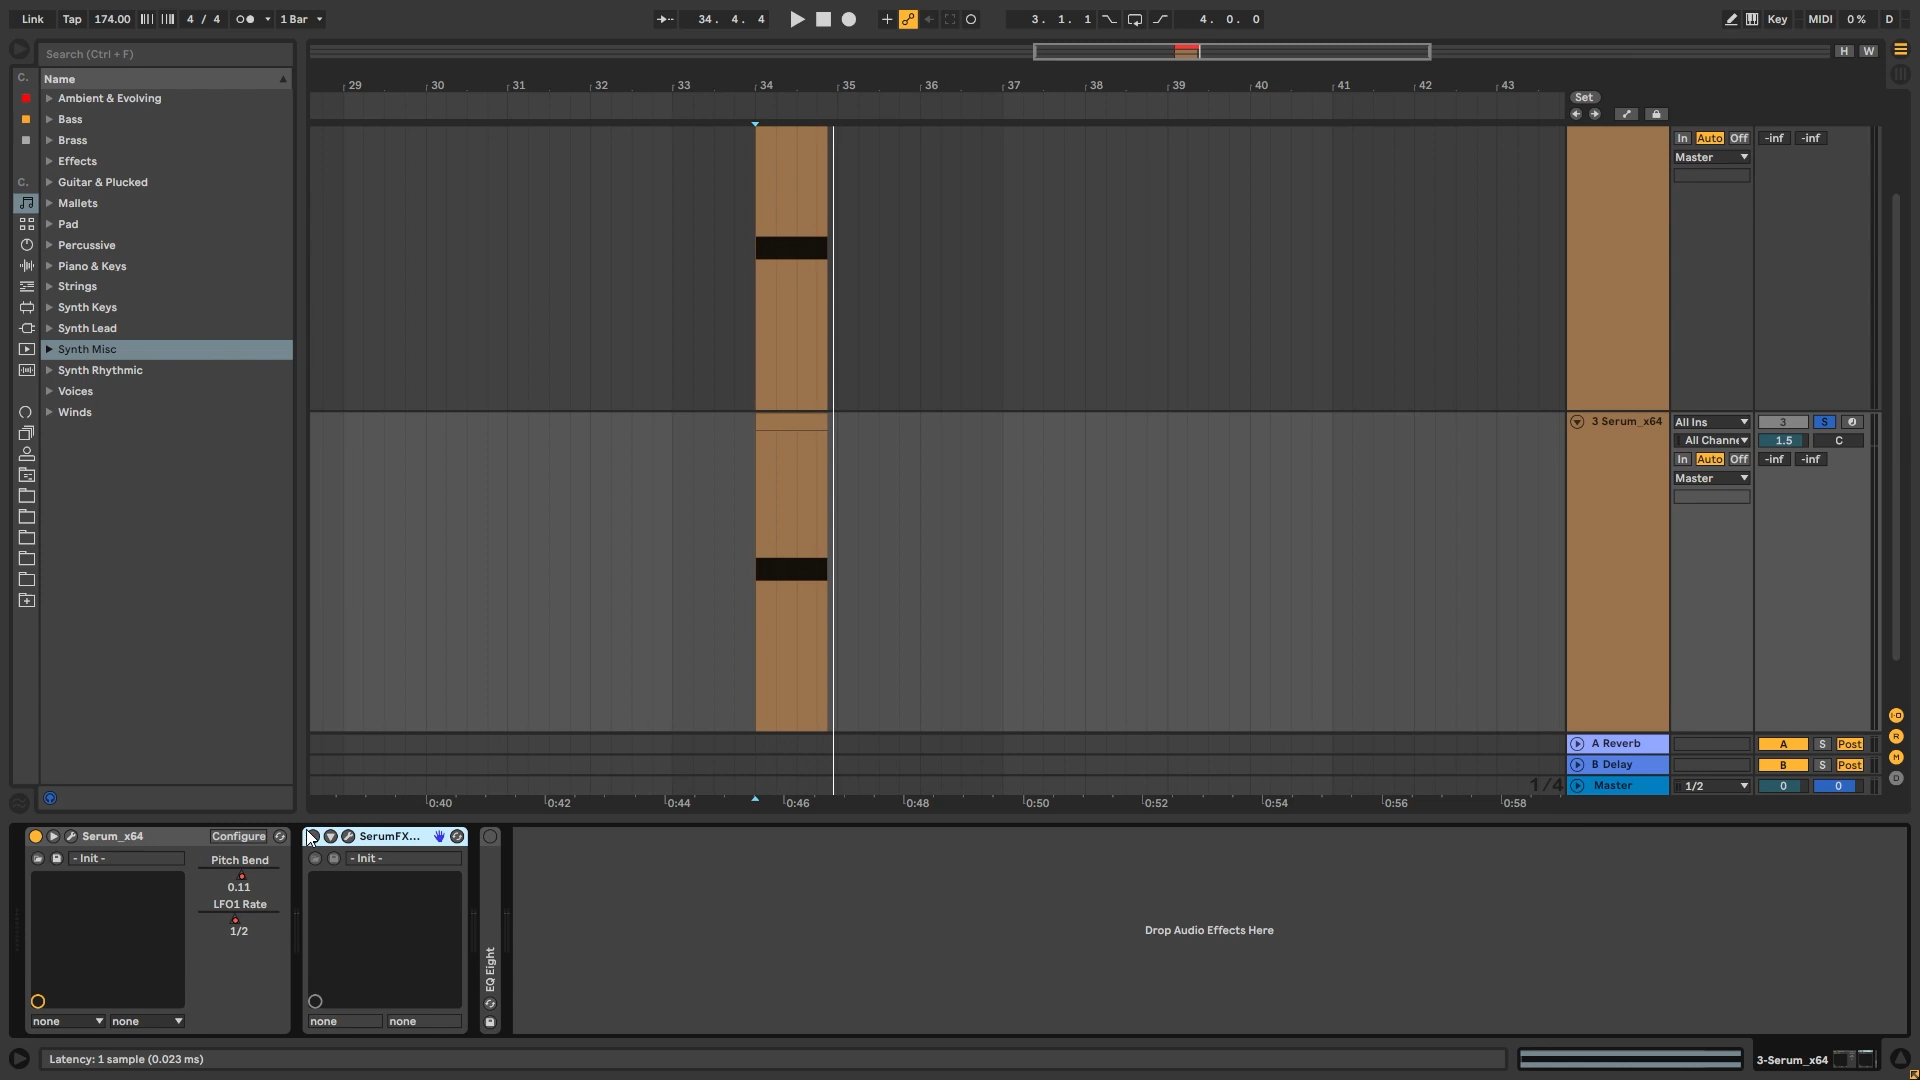 Link Tap 174.00 4 / 4 1 Bar 34. 4. 4 3. 1. 1 4. 0. 0 Key MIDI 0 % D
Search (Ctrl + F)
H W
C. Name
29 30 31 32 33 34 35 36 37 38 39 40 41 42 43
Set
Ambient & Evolving
Bass
Brass
Effects
C. Guitar & Plucked
Mallets
Pad
Percussive
Piano & Keys
Strings
Synth Keys
Synth Lead
Synth Misc
Synth Rhythmic
Voices
Winds
In Auto Off -inf -inf
Master
3 Serum_x64 All Ins 3 S
All Channe 1.5 C
In Auto Off -inf -inf
Master
A Reverb A S Post
B Delay B S Post
1/4 Master 1/2 0 0
0:40 0:42 0:44 0:46 0:48 0:50 0:52 0:54 0:56 0:58
I-O
R
M
D
Serum_x64 Configure SerumFX...
- Init - Pitch Bend - Init -
0.11
LFO1 Rate
1/2
EQ Eight
Drop Audio Effects Here
none none none none
Latency: 1 sample (0.023 ms) 3-Serum_x64